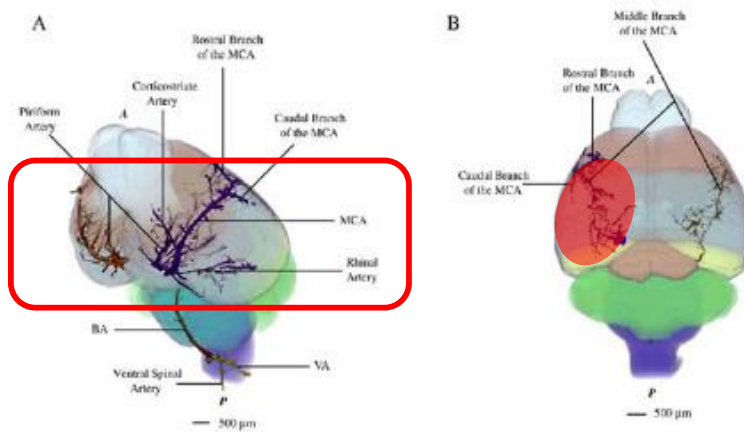 A
Rostral Branch
of the MCA
Corticostriate
Artery
Piriform
Artery
A
Caudal Branch
of the MCA
MCA
Rhinal
Artery
BA
Ventral Spinal
Artery
VA
P
500 µm
B
Middle Branch
of the MCA
Rostral Branch
of the MCA
A
Caudal Branch
of the MCA
P
500 µm